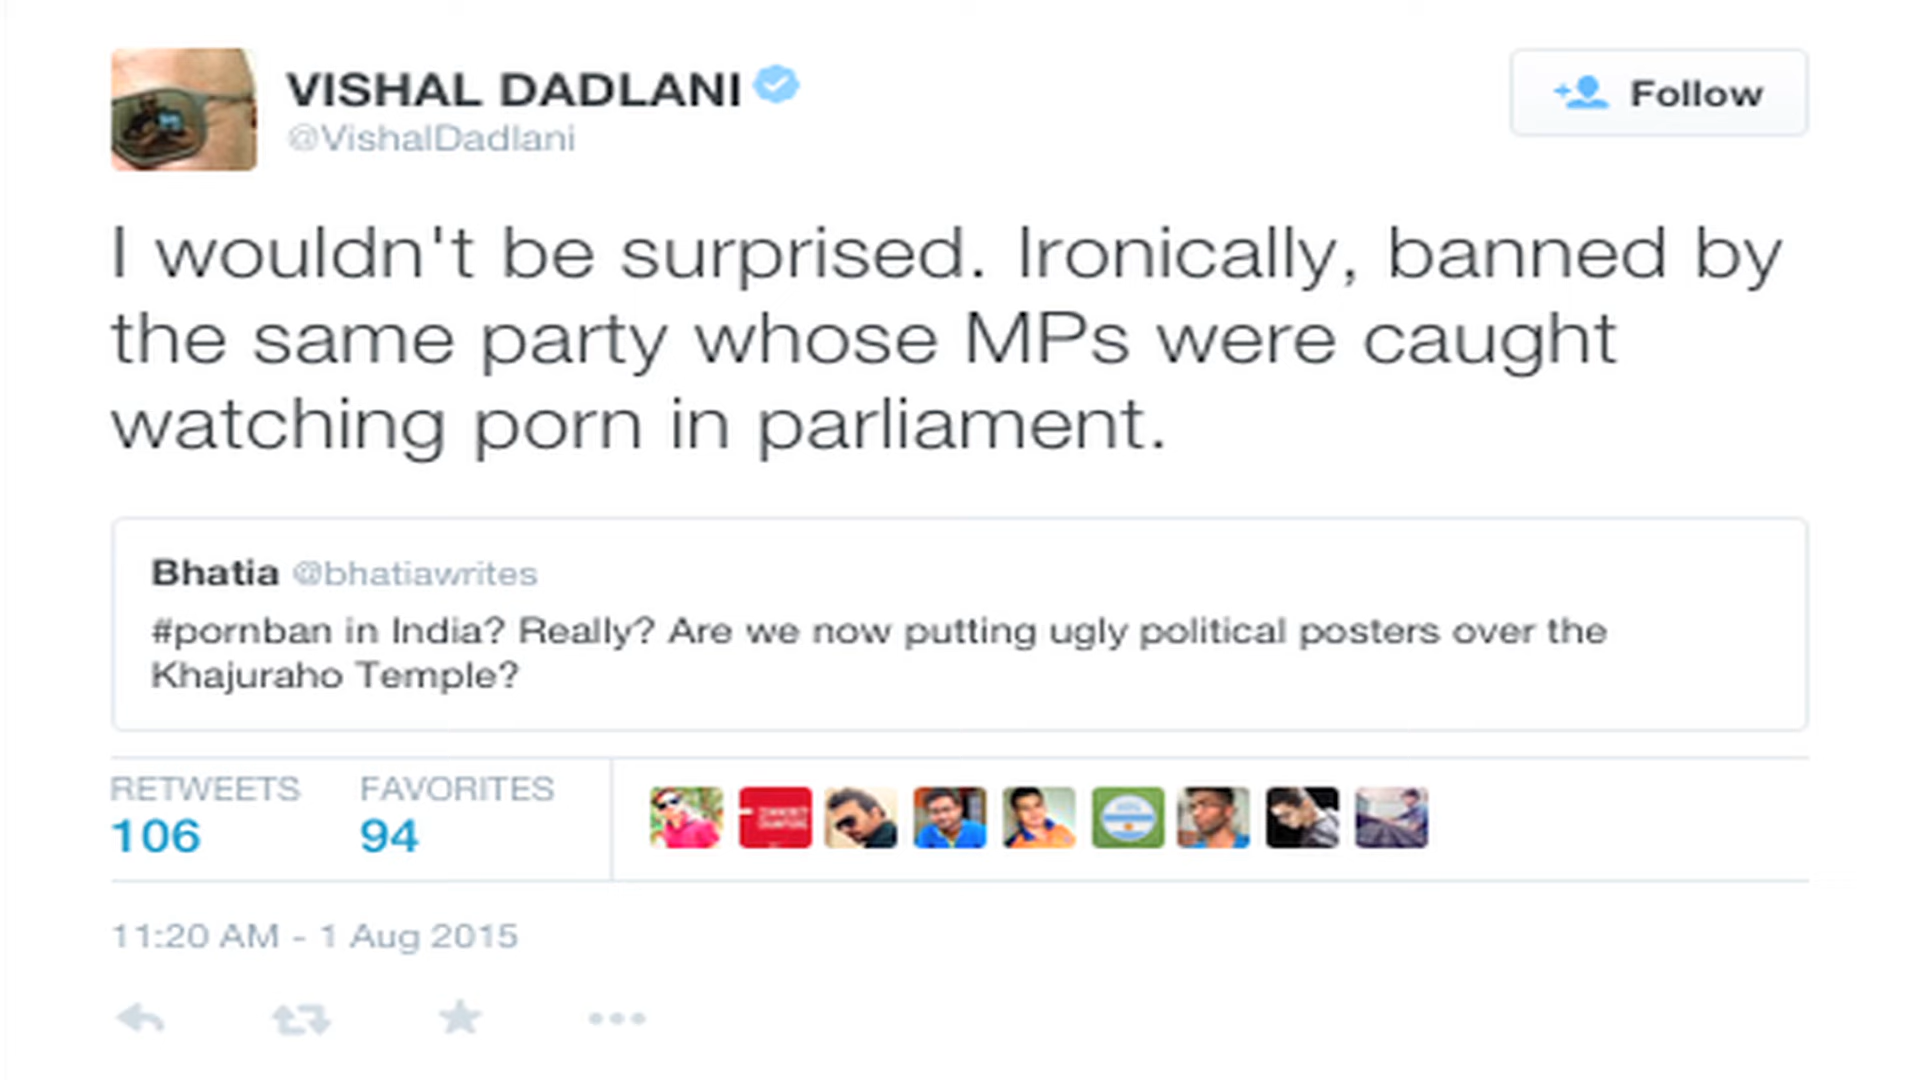 VISHAL DADLANI
@VishalDadlani
Follow
I wouldn't be surprised. Ironically, banned by
the same party whose MPs were caught
watching porn in parliament.
Bhatia @bhatiawrites
#pornban in India? Really? Are we now putting ugly political posters over the
Khajuraho Temple?
RETWEETS FAVORITES
106 94
11:20 AM - 1 Aug 2015